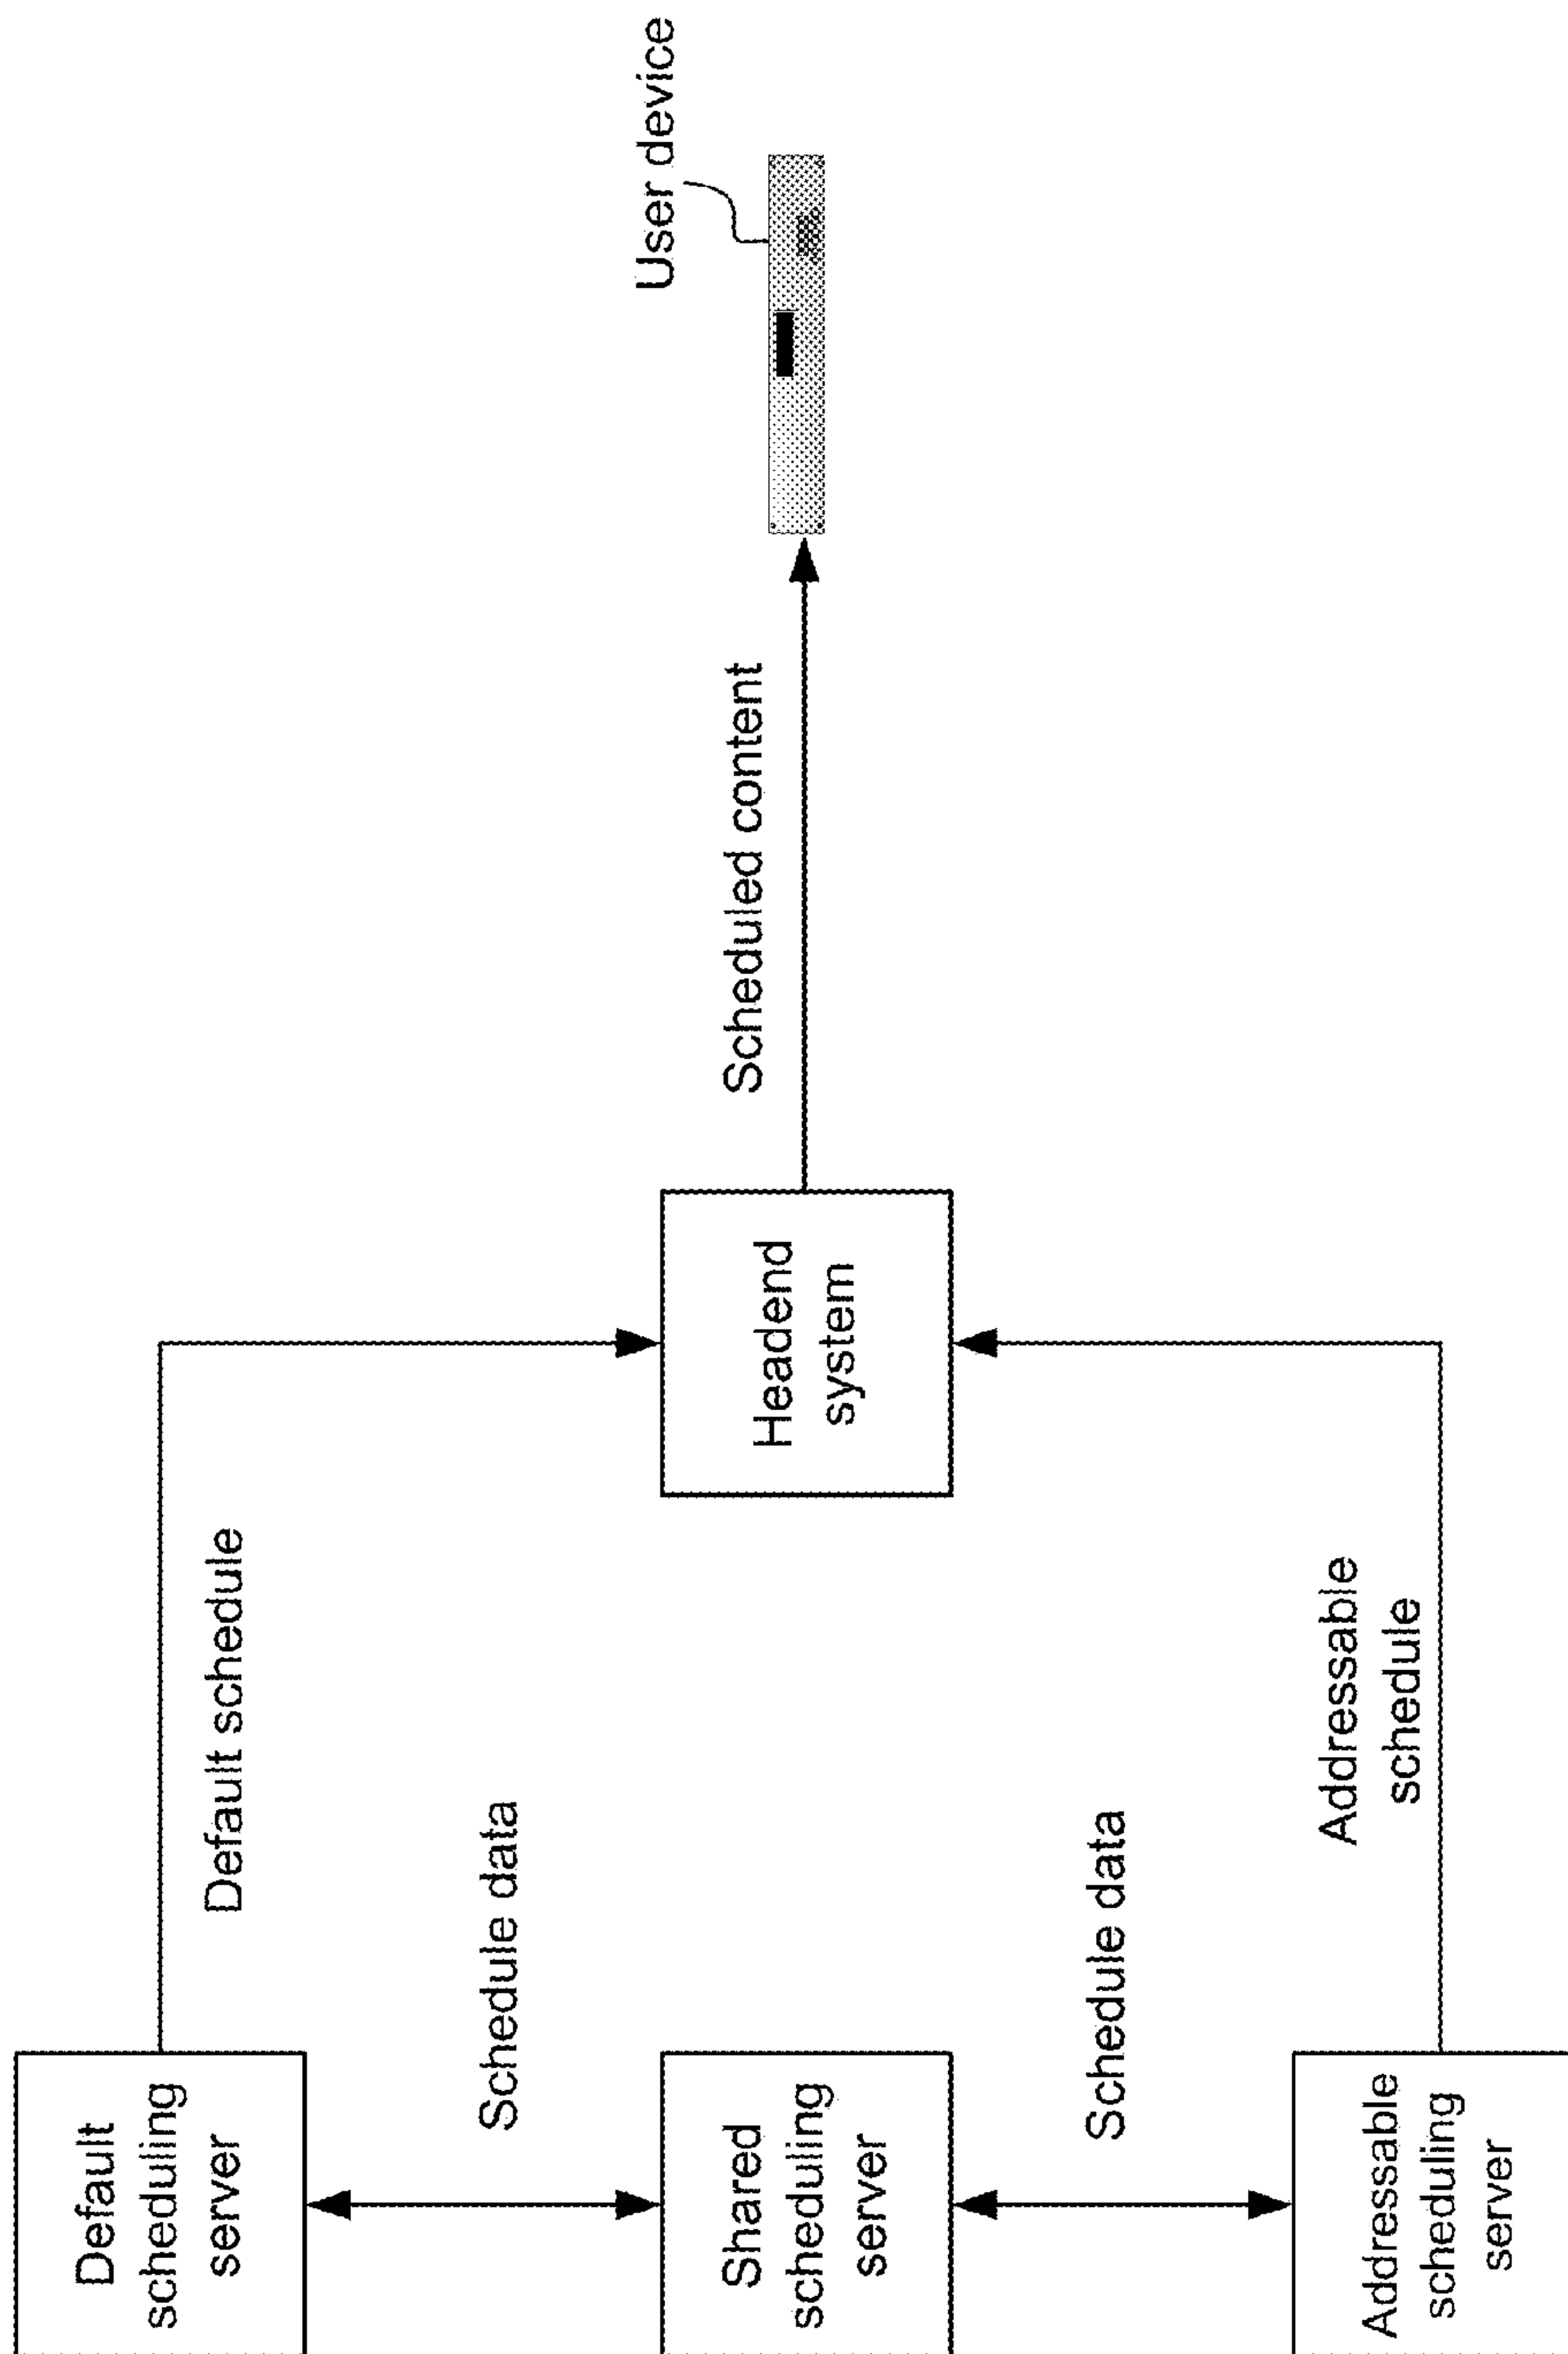 Default
scheduling
server
Default schedule
Schedule data
Shared
scheduling
server
Headend
system
Scheduled content
User device
Schedule data
Addressable
schedule
Addressable
scheduling
server